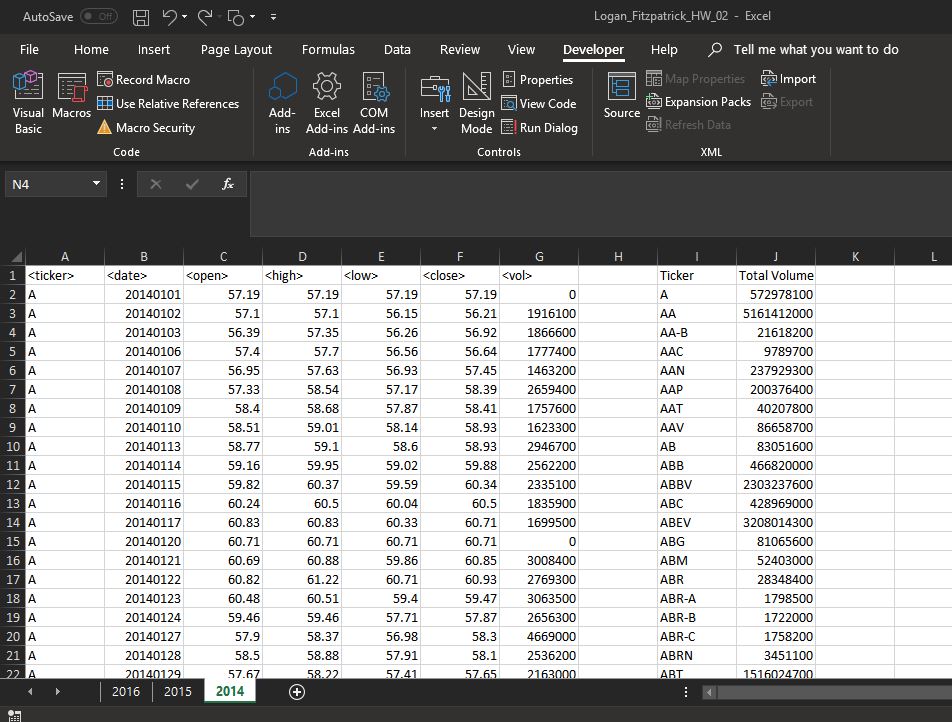 AutoSave Off Logan_Fitzpatrick_HW_02 - Excel
File Home Insert Page Layout Formulas Data Review View Developer Help Tell me what you want to do
Visual Basic
Macros
Record Macro
Use Relative References
Macro Security
Code
Add-ins
Excel Add-ins
COM Add-ins
Add-ins
Insert
Design Mode
Properties
View Code
Run Dialog
Controls
Source
Map Properties
Expansion Packs
Refresh Data
Import
Export
XML
N4 fx
A B C D E F G H I J K L
1 <ticker> <date> <open> <high> <low> <close> <vol> Ticker Total Volume
2 A 20140101 57.19 57.19 57.19 57.19 0 A 572978100
3 A 20140102 57.1 57.1 56.15 56.21 1916100 AA 5161412000
4 A 20140103 56.39 57.35 56.26 56.92 1866600 AA-B 21618200
5 A 20140106 57.4 57.7 56.56 56.64 1777400 AAC 9789700
6 A 20140107 56.95 57.63 56.93 57.45 1463200 AAN 237929300
7 A 20140108 57.33 58.54 57.17 58.39 2659400 AAP 200376400
8 A 20140109 58.4 58.68 57.87 58.41 1757600 AAT 40207800
9 A 20140110 58.51 59.01 58.14 58.93 1623300 AAV 86658700
10 A 20140113 58.77 59.1 58.6 58.93 2946700 AB 83051600
11 A 20140114 59.16 59.95 59.02 59.88 2562200 ABB 466820000
12 A 20140115 59.82 60.37 59.59 60.34 2335100 ABBV 2303237600
13 A 20140116 60.24 60.5 60.04 60.5 1835900 ABC 428969000
14 A 20140117 60.83 60.83 60.33 60.71 1699500 ABEV 3208014300
15 A 20140120 60.71 60.71 60.71 60.71 0 ABG 81065600
16 A 20140121 60.69 60.88 59.86 60.85 3008400 ABM 52403000
17 A 20140122 60.82 61.22 60.71 60.93 2769300 ABR 28348400
18 A 20140123 60.48 60.51 59.4 59.47 3063500 ABR-A 1798500
19 A 20140124 59.46 59.46 57.71 57.87 2656300 ABR-B 1722000
20 A 20140127 57.9 58.37 56.98 58.3 4669000 ABR-C 1758200
21 A 20140128 58.5 58.88 57.91 58.1 2536200 ABRN 3451100
22 A 20140129 57.67 58.22 57.41 57.65 2163000 ABT 1516024700
2016 2015 2014